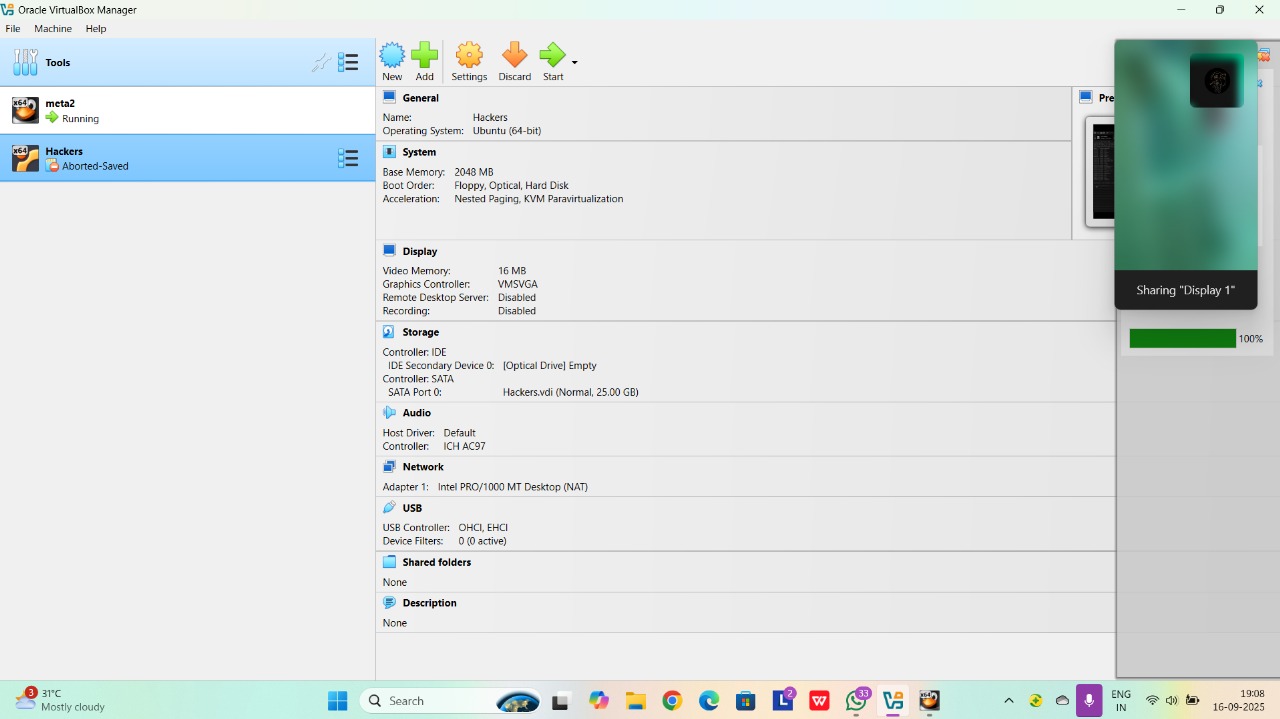 Oracle VirtualBox Manager
File Machine Help
Tools
New Add Settings Discard Start
x64 meta2
Running
x64 Hackers
Aborted-Saved
General
Name: Hackers
Operating System: Ubuntu (64-bit)
System
Base Memory: 2048 MB
Boot Order: Floppy, Optical, Hard Disk
Acceleration: Nested Paging, KVM Paravirtualization
Display
Video Memory: 16 MB
Graphics Controller: VMSVGA
Remote Desktop Server: Disabled
Recording: Disabled
Storage
Controller: IDE
IDE Secondary Device 0: [Optical Drive] Empty
Controller: SATA
SATA Port 0: Hackers.vdi (Normal, 25.00 GB)
Audio
Host Driver: Default
Controller: ICH AC97
Network
Adapter 1: Intel PRO/1000 MT Desktop (NAT)
USB
USB Controller: OHCI, EHCI
Device Filters: 0 (0 active)
Shared folders
None
Description
None
Pre
Sharing "Display 1"
100%
3
31°C
Mostly cloudy
Search
2
33
x64
ENG
IN
19:08
16-09-2025